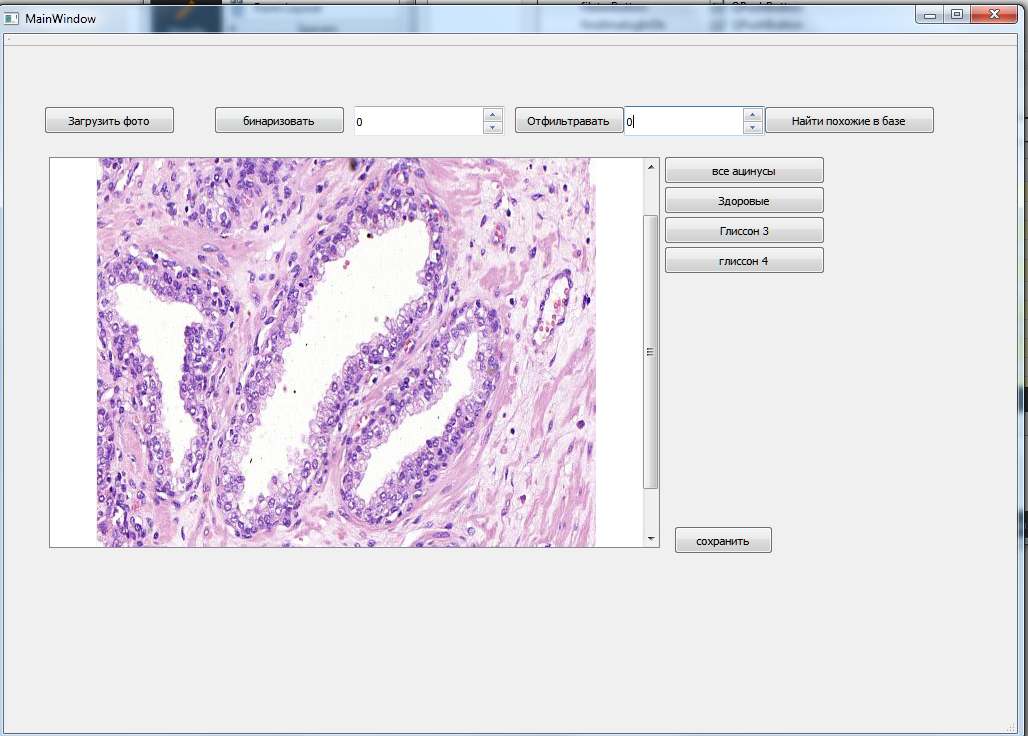 MainWindow
Загрузить фото
бинаризовать
0
Отфильтравать
0
Найти похожие в базе
все ацинусы
Здоровые
Глиссон 3
глиссон 4
сохранить